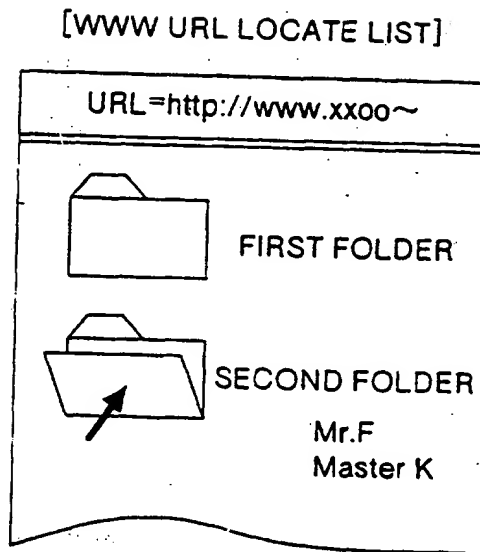 [WWW URL LOCATE LIST]
URL=http://www.xxoo~
FIRST FOLDER
SECOND FOLDER
Mr.F
Master K